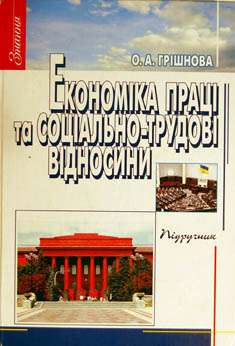 Знання
О. А. ГРІШНОВА
ЕКОНОМІКА ПРАЦІ
ТА СОЦІАЛЬНО-ТРУДОВІ
ВІДНОСИНИ
Підручник